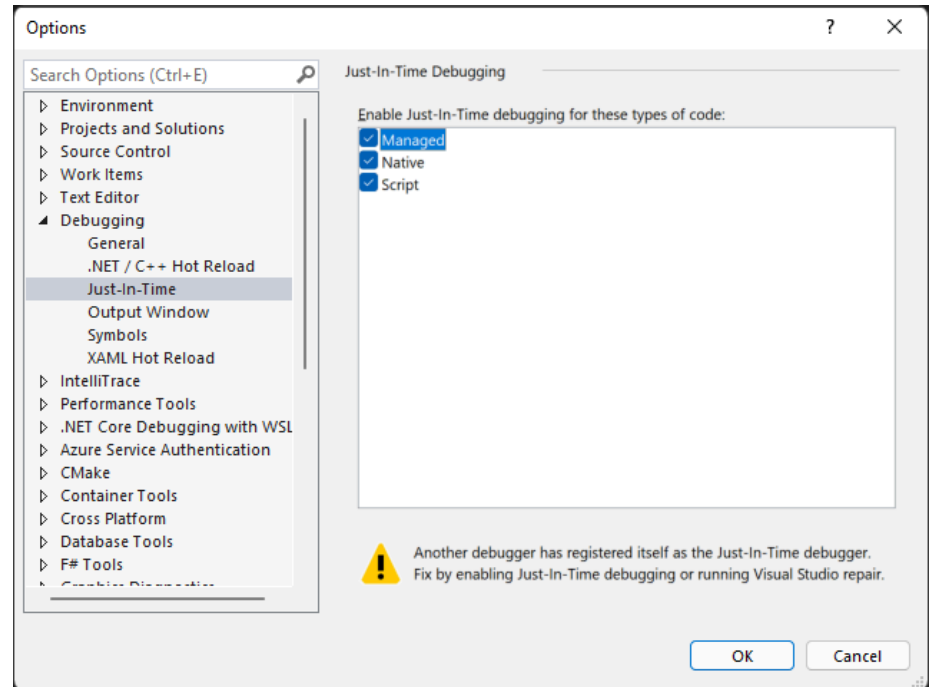 Options
?
Search Options (Ctrl+E)
Environment
Projects and Solutions
Source Control
Work Items
Text Editor
Debugging
General
.NET / C++ Hot Reload
Just-In-Time
Output Window
Symbols
XAML Hot Reload
IntelliTrace
Performance Tools
.NET Core Debugging with WSL
Azure Service Authentication
CMake
Container Tools
Cross Platform
Database Tools
F# Tools
Just-In-Time Debugging
Enable Just-In-Time debugging for these types of code:
Managed
Native
Script
Another debugger has registered itself as the Just-In-Time debugger.
Fix by enabling Just-In-Time debugging or running Visual Studio repair.
OK
Cancel